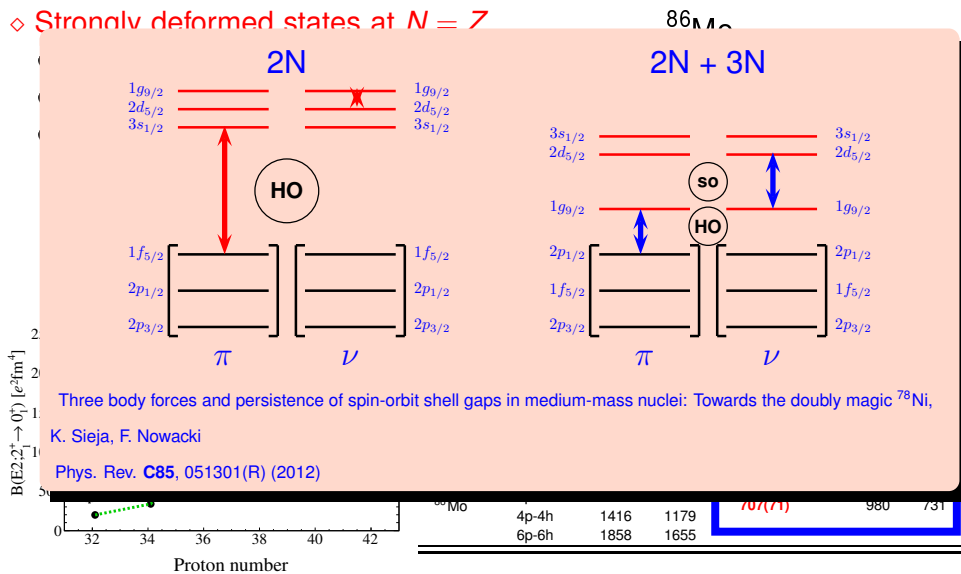 ⋄ Strongly deformed states at N = Z
⁸⁶Mo
2N
2N + 3N
1g9/2
1g9/2
2d5/2
2d5/2
3s1/2
3s1/2
HO
1f5/2
1f5/2
2p1/2
2p1/2
2p3/2
2p3/2
π
ν
3s1/2
3s1/2
2d5/2
2d5/2
so
1g9/2
1g9/2
HO
2p1/2
2p1/2
1f5/2
1f5/2
2p3/2
2p3/2
π
ν
Three body forces and persistence of spin-orbit shell gaps in medium-mass nuclei: Towards the doubly magic ⁷⁸Ni,
K. Sieja, F. Nowacki
Phys. Rev. C85, 051301(R) (2012)
B(E2;2⁺₁→ 0⁺₁) [e²fm⁴]
0
32
34
36
38
40
42
Proton number
Mo
707(71)
980
731
4p-4h
1416
1179
6p-6h
1858
1655